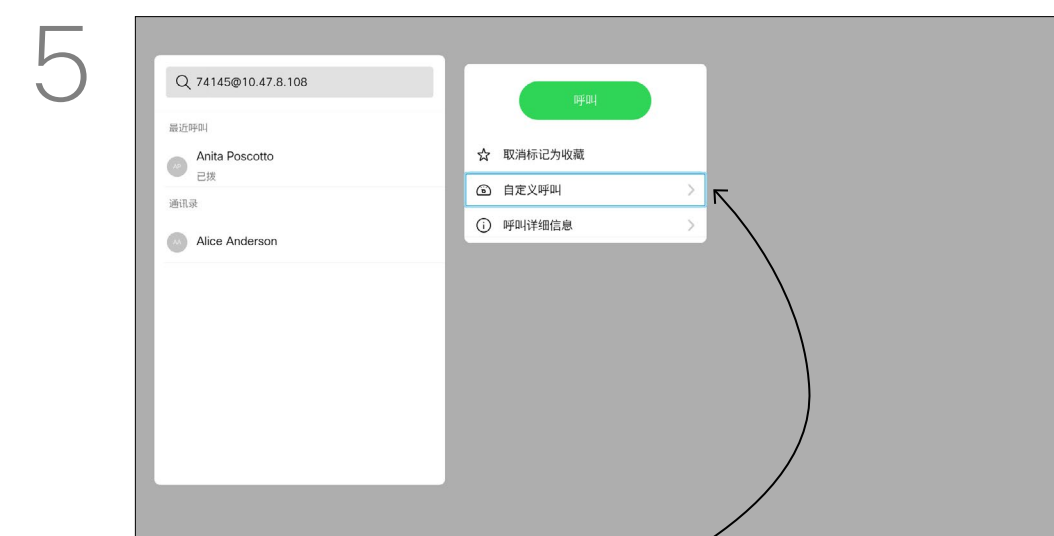 5
74145@10.47.8.108
最近呼叫
AP
Anita Poscotto
已拨
通讯录
AA
Alice Anderson
呼叫
取消标记为收藏
自定义呼叫
呼叫详细信息